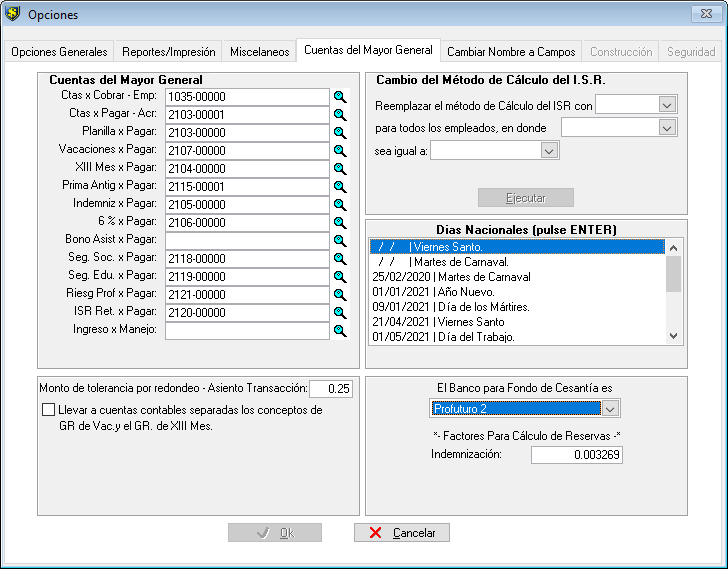 Opciones
Opciones Generales
Reportes/Impresión
Miscelaneos
Cuentas del Mayor General
Cambiar Nombre a Campos
Construcción
Seguridad
Cuentas del Mayor General
Ctas x Cobrar - Emp: 1035-00000
Ctas x Pagar - Acr: 2103-00001
Planilla x Pagar: 2103-00000
Vacaciones x Pagar: 2107-00000
XIII Mes x Pagar: 2104-00000
Prima Antig x Pagar: 2115-00001
Indemniz x Pagar: 2105-00000
6 % x Pagar: 2106-00000
Bono Asist x Pagar:
Seg. Soc. x Pagar: 2118-00000
Seg. Edu. x Pagar: 2119-00000
Riesg Prof x Pagar: 2121-00000
ISR Ret. x Pagar: 2120-00000
Ingreso x Manejo:
Cambio del Método de Cálculo del I.S.R.
Reemplazar el método de Cálculo del ISR con
para todos los empleados, en donde
sea igual a:
Ejecutar
Dias Nacionales (pulse ENTER)
/ / | Viernes Santo.
/ / | Martes de Carnaval.
25/02/2020 | Martes de Carnaval
01/01/2021 | Año Nuevo.
09/01/2021 | Día de los Mártires.
21/04/2021 | Viernes Santo
01/05/2021 | Día del Trabajo.
Monto de tolerancia por redondeo - Asiento Transacción: 0.25
Llevar a cuentas contables separadas los conceptos de
GR de Vac.y el GR. de XIII Mes.
El Banco para Fondo de Cesantía es
Profuturo 2
*- Factores Para Cálculo de Reservas -*
Indemnización: 0.003269
Ok
Cancelar